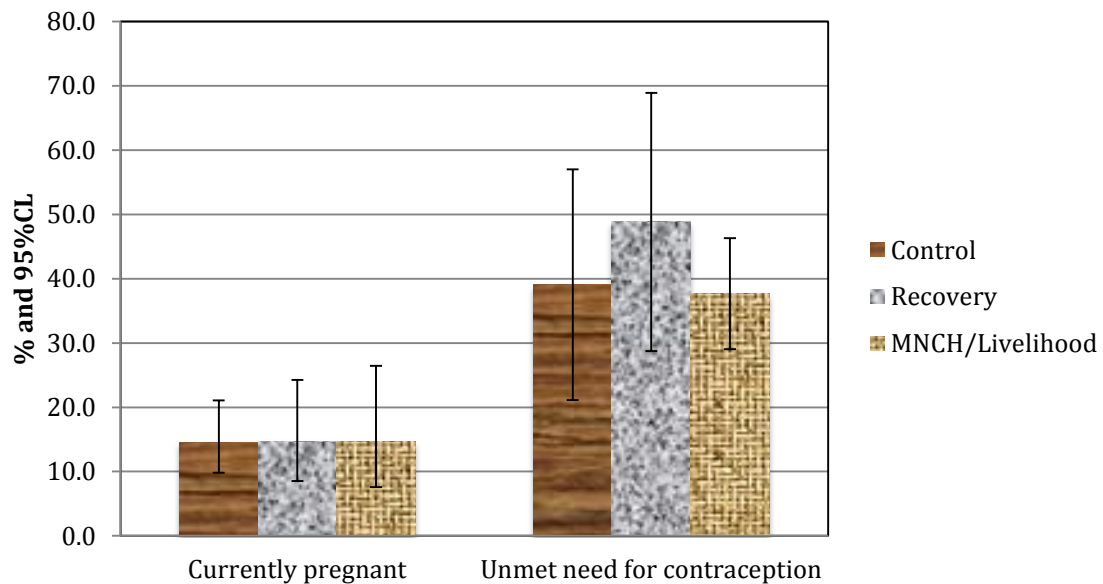 80.0
70.0
60.0
50.0
40.0
30.0
20.0
10.0
0.0
% and 95%CL
Currently pregnant
Unmet need for contraception
Control
Recovery
MNCH/Livelihood